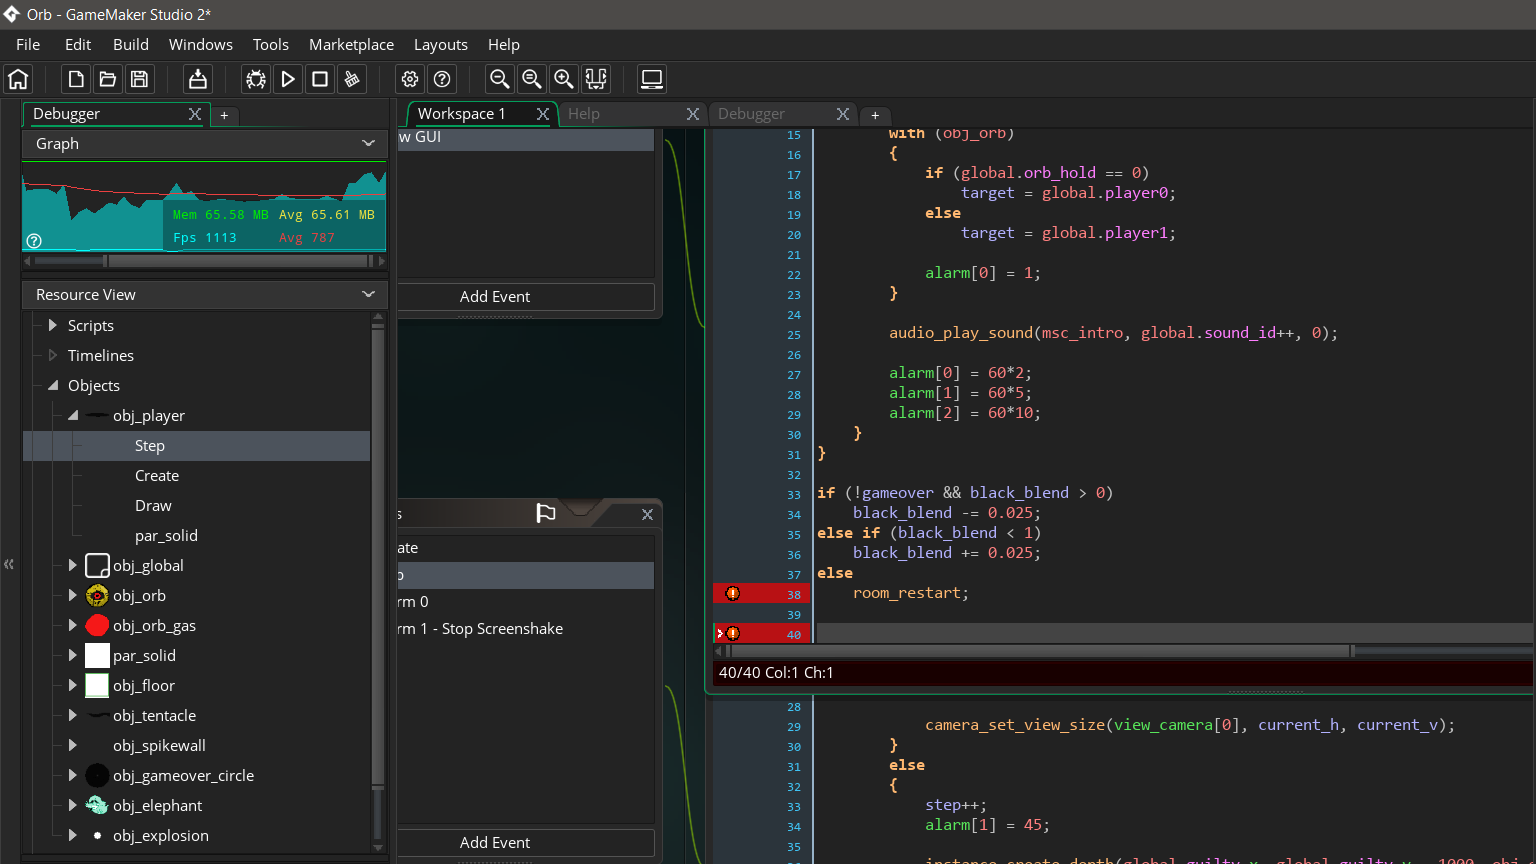 Orb - GameMaker Studio 2*
File Edit Build Windows Tools Marketplace Layouts Help
Debugger
Graph
Mem 65.58 MB Avg 65.61 MB
Fps 1113 Avg 787
Resource View
Scripts
Timelines
Objects
obj_player
Step
Create
Draw
par_solid
obj_global
obj_orb
obj_orb_gas
par_solid
obj_floor
obj_tentacle
obj_spikewall
obj_gameover_circle
obj_elephant
obj_explosion
Workspace 1 Help Debugger +
w GUI
Add Event
s
ate
p
rm 0
rm 1 - Stop Screenshake
Add Event
15 with (obj_orb)
16 {
17 if (global.orb_hold == 0)
18 target = global.player0;
19 else
20 target = global.player1;
21
22 alarm[0] = 1;
23 }
24
25 audio_play_sound(msc_intro, global.sound_id++, 0);
26
27 alarm[0] = 60*2;
28 alarm[1] = 60*5;
29 alarm[2] = 60*10;
30 }
31 }
32
33 if (!gameover && black_blend > 0)
34 black_blend -= 0.025;
35 else if (black_blend < 1)
36 black_blend += 0.025;
37 else
38 room_restart;
39
40
40/40 Col:1 Ch:1
28
29 camera_set_view_size(view_camera[0], current_h, current_v);
30 }
31 else
32 {
33 step++;
34 alarm[1] = 45;
35